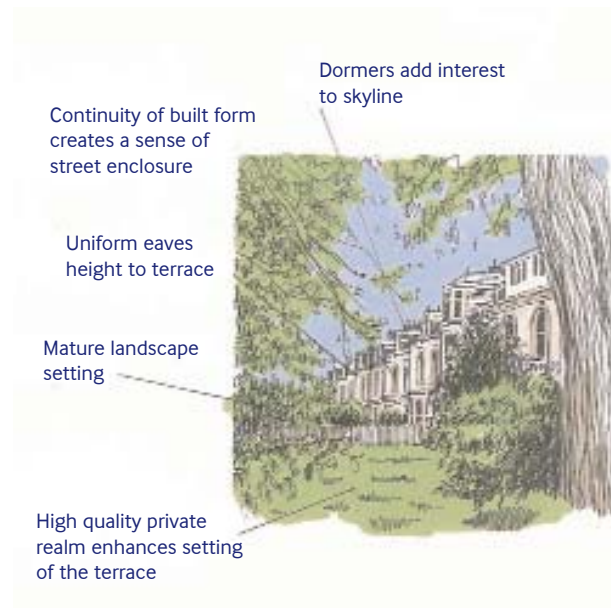 Dormers add interest
to skyline
Continuity of built form
creates a sense of
street enclosure
Uniform eaves
height to terrace
Mature landscape
setting
High quality private
realm enhances setting
of the terrace